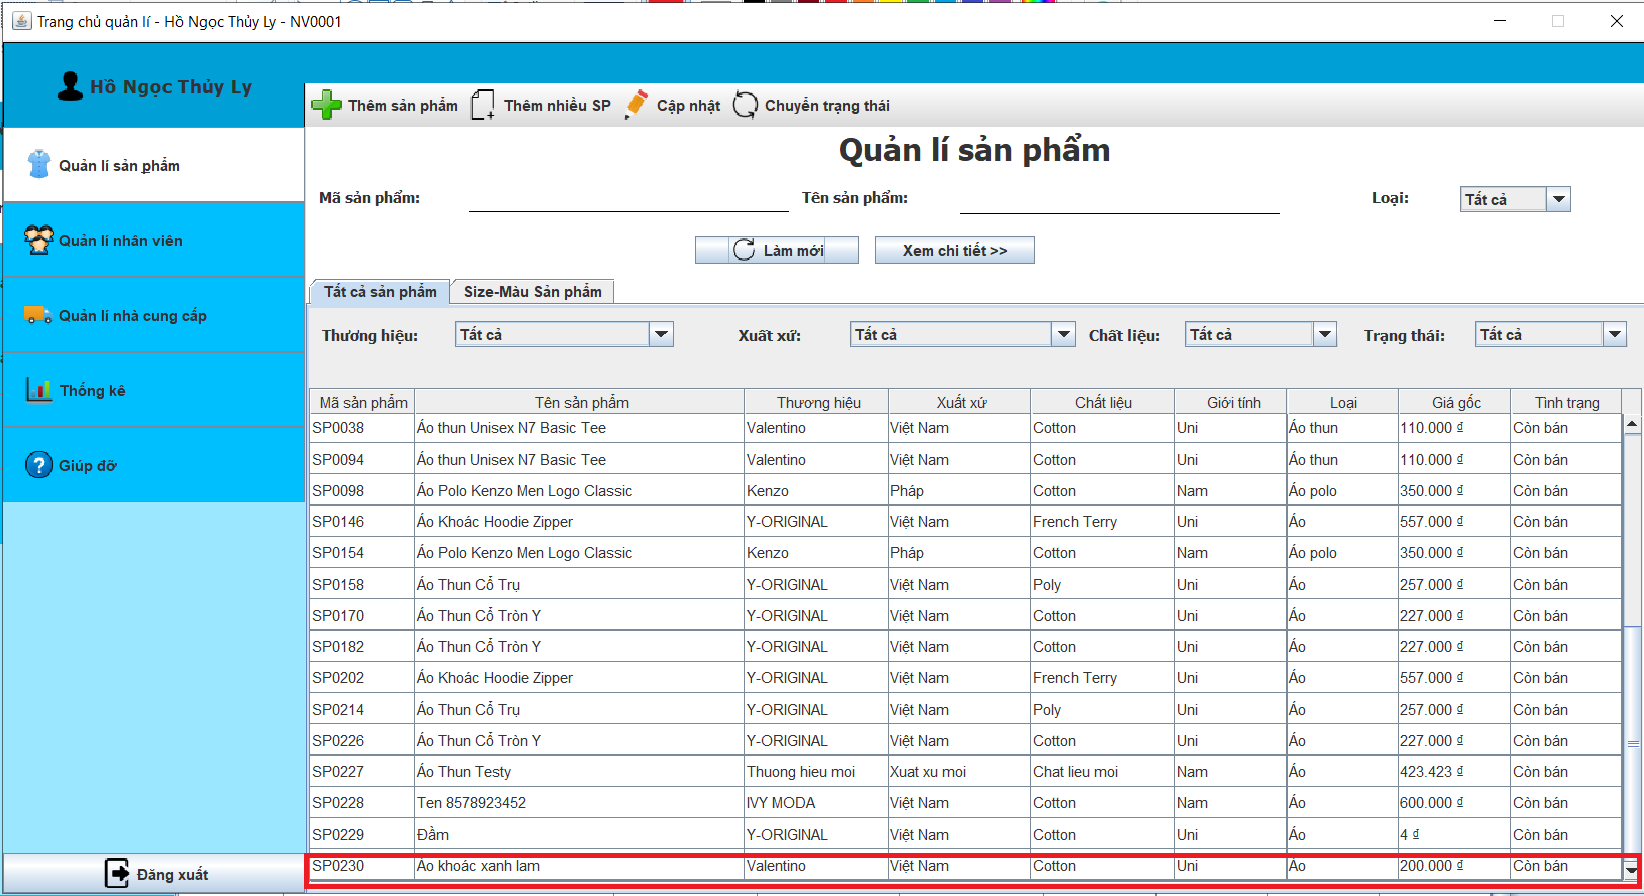 Trang chủ quản lí - Hồ Ngọc Thủy Ly - NV0001
Hồ Ngọc Thủy Ly
Thêm sản phẩm Thêm nhiều SP Cập nhật Chuyển trạng thái
Quản lí sản phẩm
Quản lí nhân viên
Quản lí nhà cung cấp
Thống kê
Giúp đỡ
Đăng xuất
Quản lí sản phẩm
Mã sản phẩm: Tên sản phẩm: Loại: Tất cả
Làm mới Xem chi tiết >>
Tất cả sản phẩm Size-Màu Sản phẩm
Thương hiệu: Tất cả Xuất xứ: Tất cả Chất liệu: Tất cả Trạng thái: Tất cả
Mã sản phẩm Tên sản phẩm Thương hiệu Xuất xứ Chất liệu Giới tính Loại Giá gốc Tình trạng
SP0038 Áo thun Unisex N7 Basic Tee Valentino Việt Nam Cotton Uni Áo thun 110.000 ₫ Còn bán
SP0094 Áo thun Unisex N7 Basic Tee Valentino Việt Nam Cotton Uni Áo thun 110.000 ₫ Còn bán
SP0098 Áo Polo Kenzo Men Logo Classic Kenzo Pháp Cotton Nam Áo polo 350.000 ₫ Còn bán
SP0146 Áo Khoác Hoodie Zipper Y-ORIGINAL Việt Nam French Terry Uni Áo 557.000 ₫ Còn bán
SP0154 Áo Polo Kenzo Men Logo Classic Kenzo Pháp Cotton Nam Áo polo 350.000 ₫ Còn bán
SP0158 Áo Thun Cổ Trụ Y-ORIGINAL Việt Nam Poly Uni Áo 257.000 ₫ Còn bán
SP0170 Áo Thun Cổ Tròn Y Y-ORIGINAL Việt Nam Cotton Uni Áo 227.000 ₫ Còn bán
SP0182 Áo Thun Cổ Tròn Y Y-ORIGINAL Việt Nam Cotton Uni Áo 227.000 ₫ Còn bán
SP0202 Áo Khoác Hoodie Zipper Y-ORIGINAL Việt Nam French Terry Uni Áo 557.000 ₫ Còn bán
SP0214 Áo Thun Cổ Trụ Y-ORIGINAL Việt Nam Poly Uni Áo 257.000 ₫ Còn bán
SP0226 Áo Thun Cổ Tròn Y Y-ORIGINAL Việt Nam Cotton Uni Áo 227.000 ₫ Còn bán
SP0227 Áo Thun Testy Thuong hieu moi Xuat xu moi Chat lieu moi Nam Áo 423.423 ₫ Còn bán
SP0228 Ten 8578923452 IVY MODA Việt Nam Cotton Nam Áo 600.000 ₫ Còn bán
SP0229 Đầm Y-ORIGINAL Việt Nam Cotton Uni Áo 4 ₫ Còn bán
SP0230 Áo khoác xanh lam Valentino Việt Nam Cotton Uni Áo 200.000 ₫ Còn bán